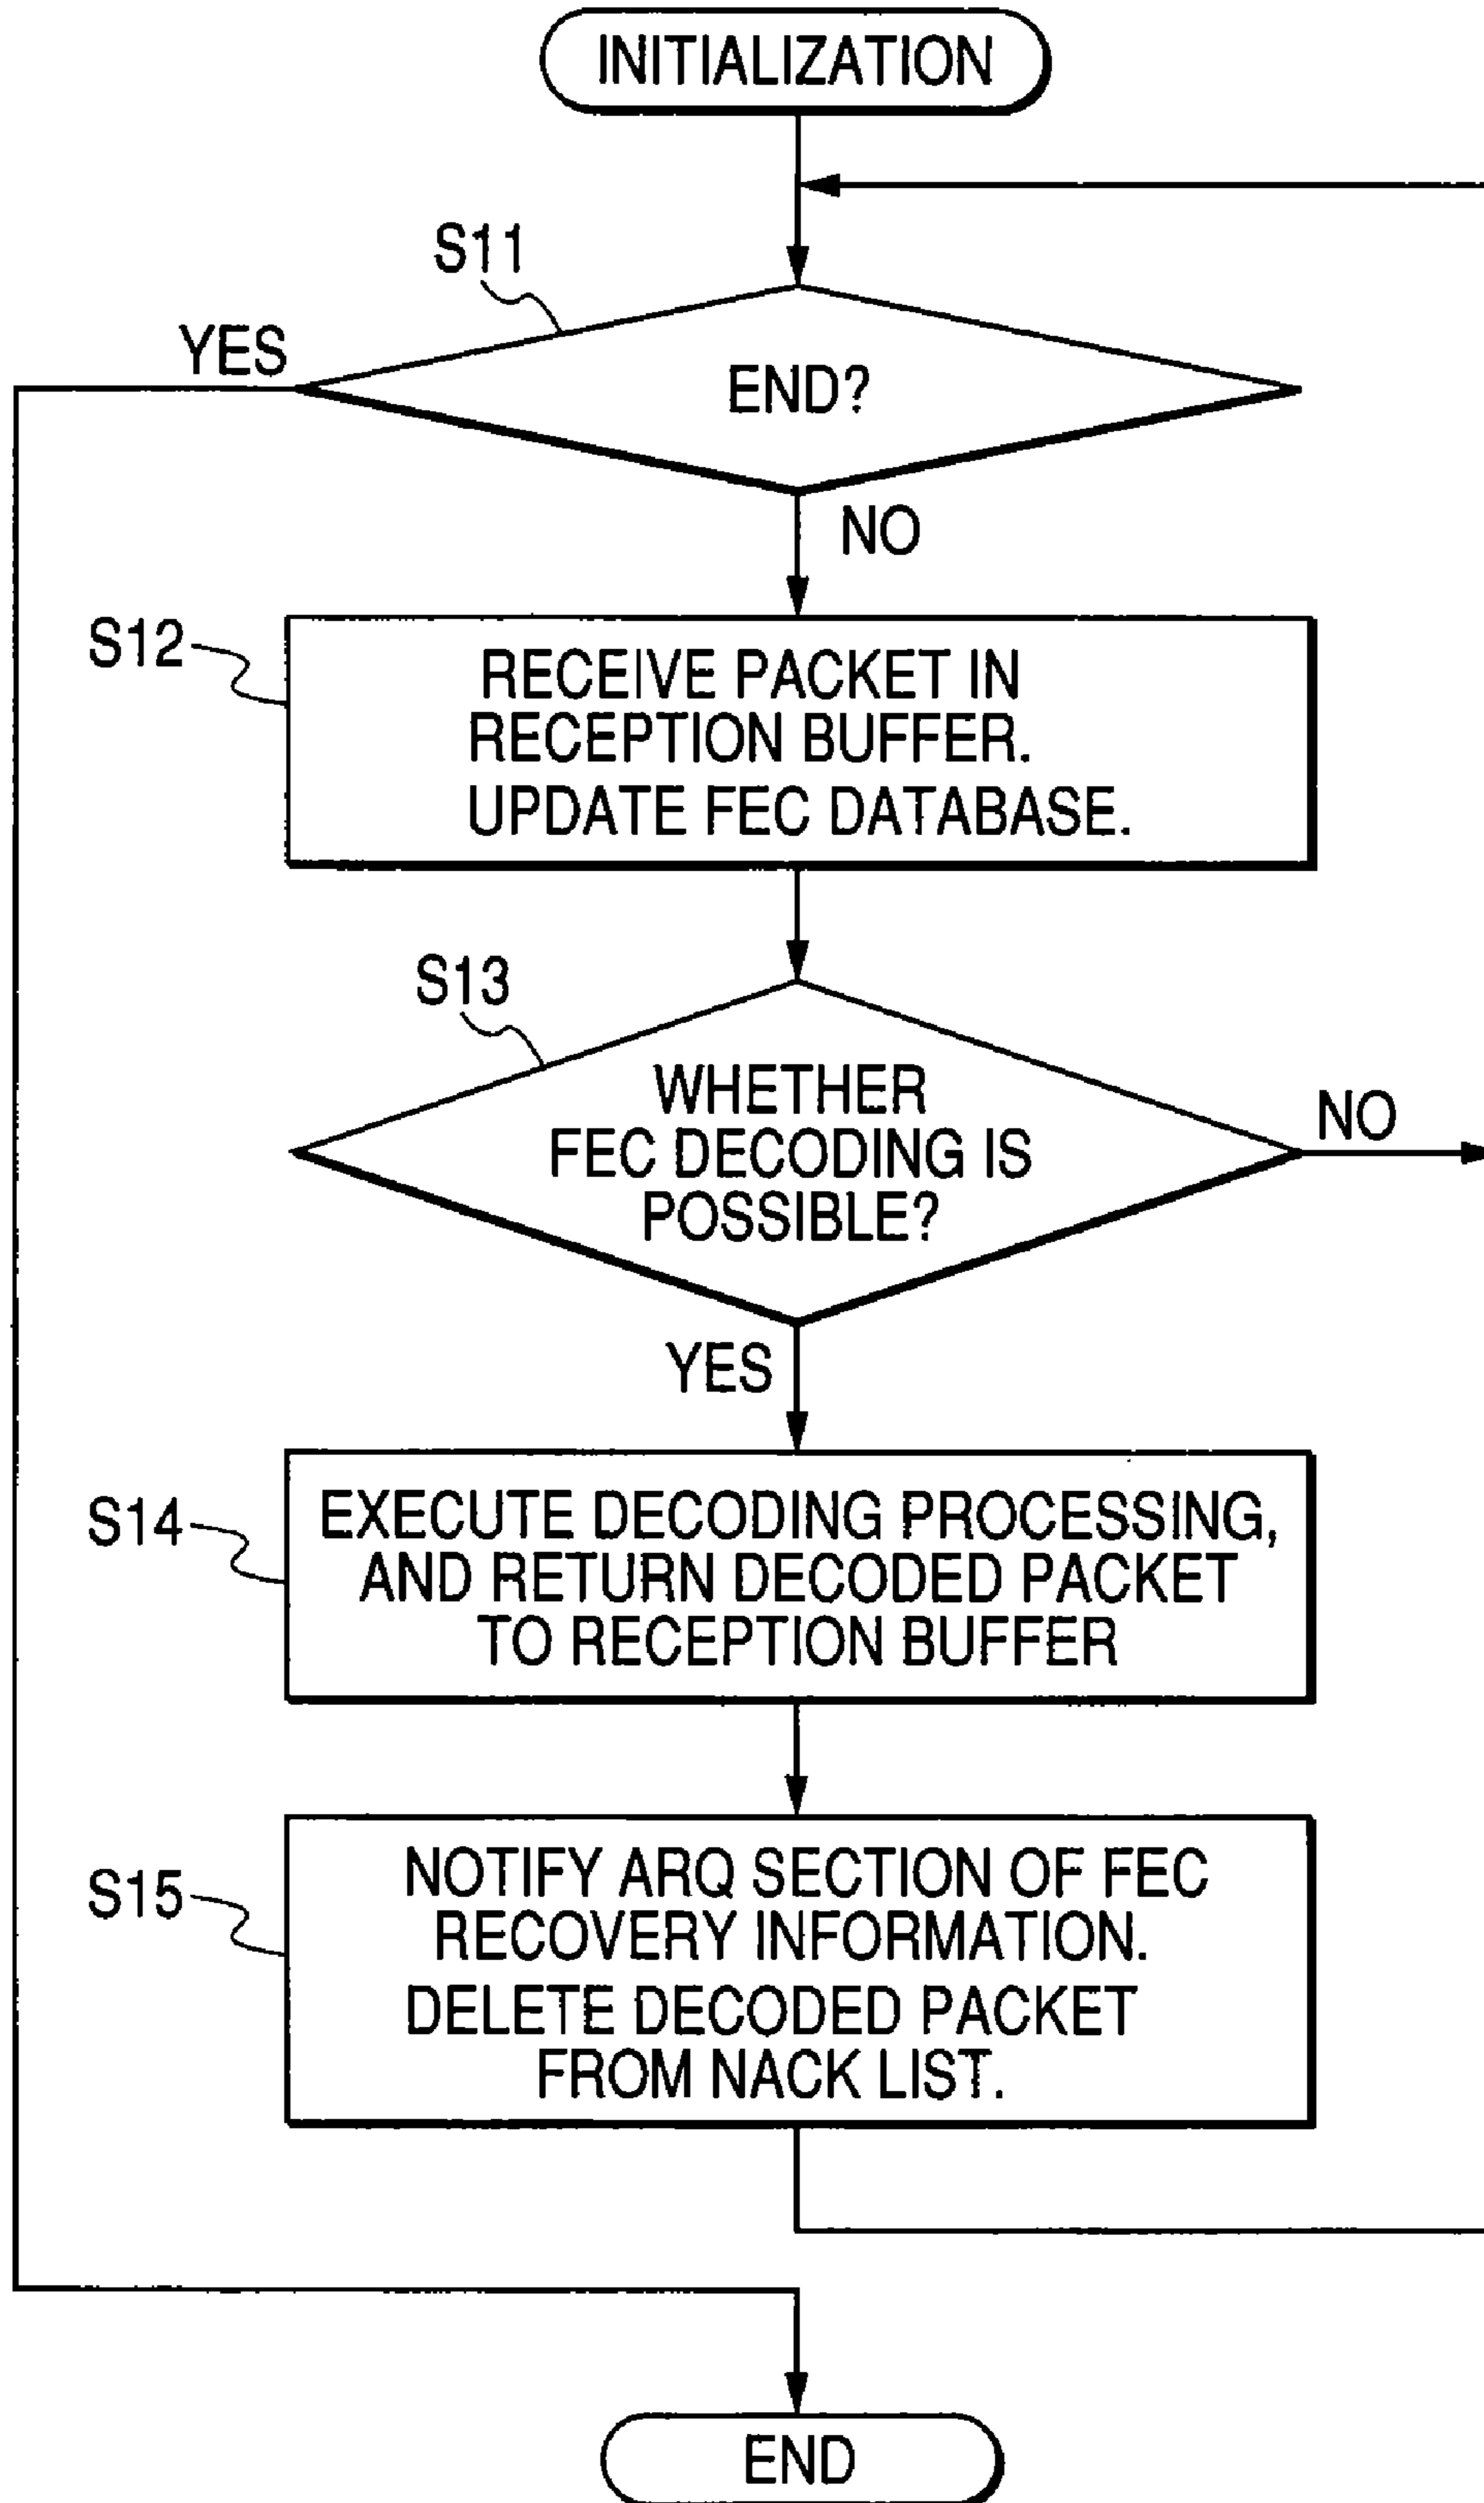 INITIALIZATION
S11
YES
END?
NO
S12
RECEIVE PACKET IN
RECEPTION BUFFER.
UPDATE FEC DATABASE.
S13
WHETHER
FEC DECODING IS
POSSIBLE?
NO
YES
S14
EXECUTE DECODING PROCESSING,
AND RETURN DECODED PACKET
TO RECEPTION BUFFER
S15
NOTIFY ARQ SECTION OF FEC
RECOVERY INFORMATION.
DELETE DECODED PACKET
FROM NACK LIST.
END